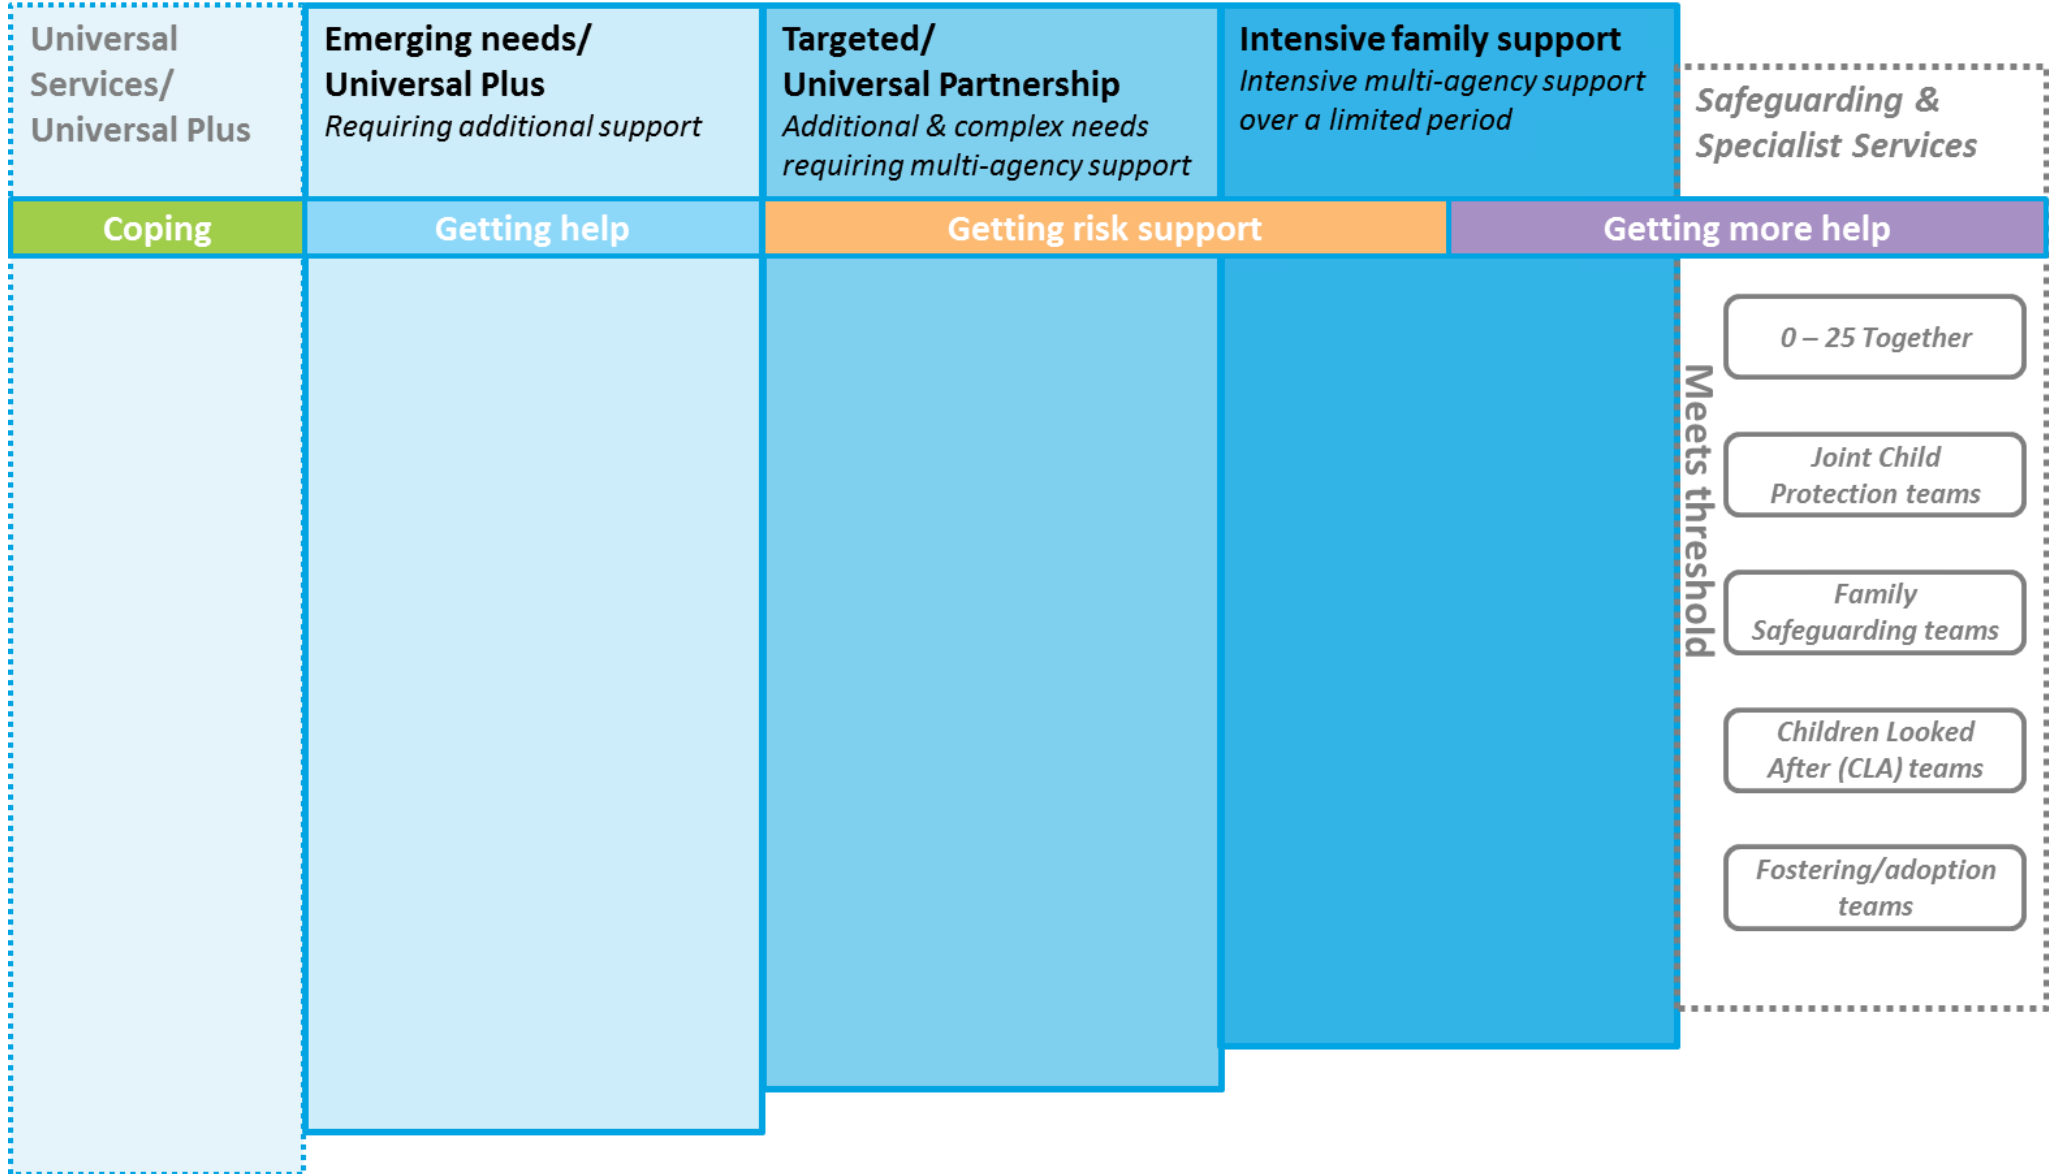 Universal
Services/
Universal Plus
Emerging needs/
Universal Plus
Requiring additional support
Targeted/
Universal Partnership
Additional & complex needs
requiring multi-agency support
Intensive family support
Intensive multi-agency support
over a limited period
Safeguarding &
Specialist Services
Coping
Getting help
Getting risk support
Getting more help
Meets threshold
0 – 25 Together
Joint Child
Protection teams
Family
Safeguarding teams
Children Looked
After (CLA) teams
Fostering/adoption
teams